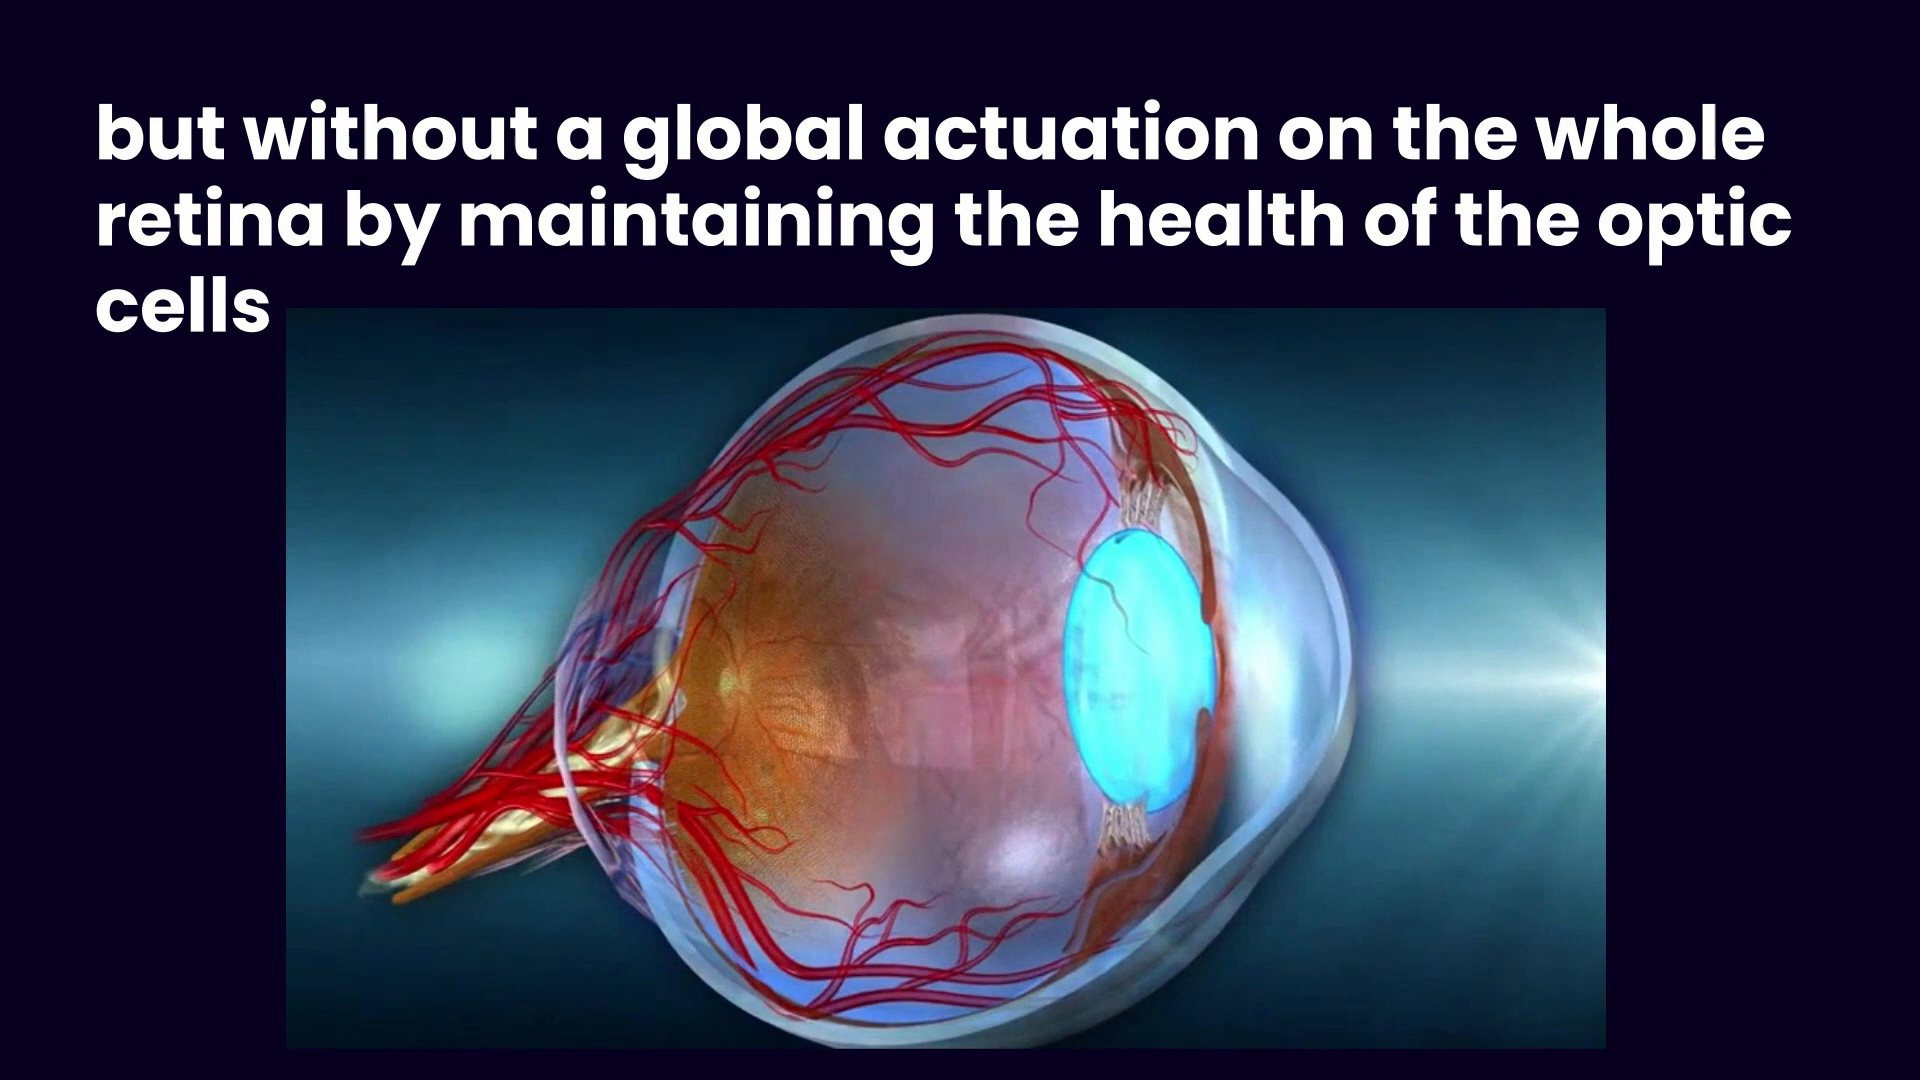 but without a global actuation on the whole
retina by maintaining the health of the optic
cells